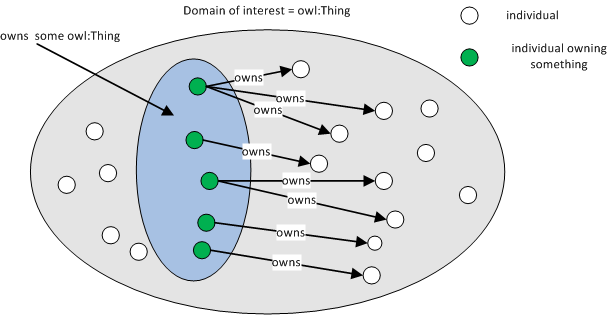 Domain of interest = owl:Thing
individual
owns  some owl:Thing
individual owning
something
owns
owns
owns
owns
owns
owns
owns
owns